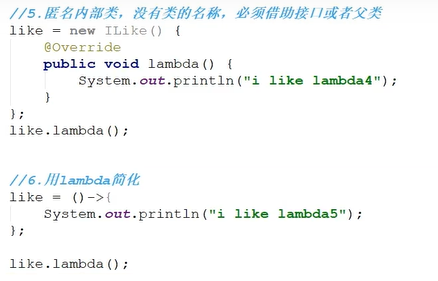 //5.匿名内部类，没有类的名称，必须借助接口或者父类
like = new ILike() {
@Override
public void lambda() {
System.out.println("i like lambda4");
}
};
like.lambda();
//6.用lambda简化
like = ()->{
System.out.println("i like lambda5");
};
like.lambda();